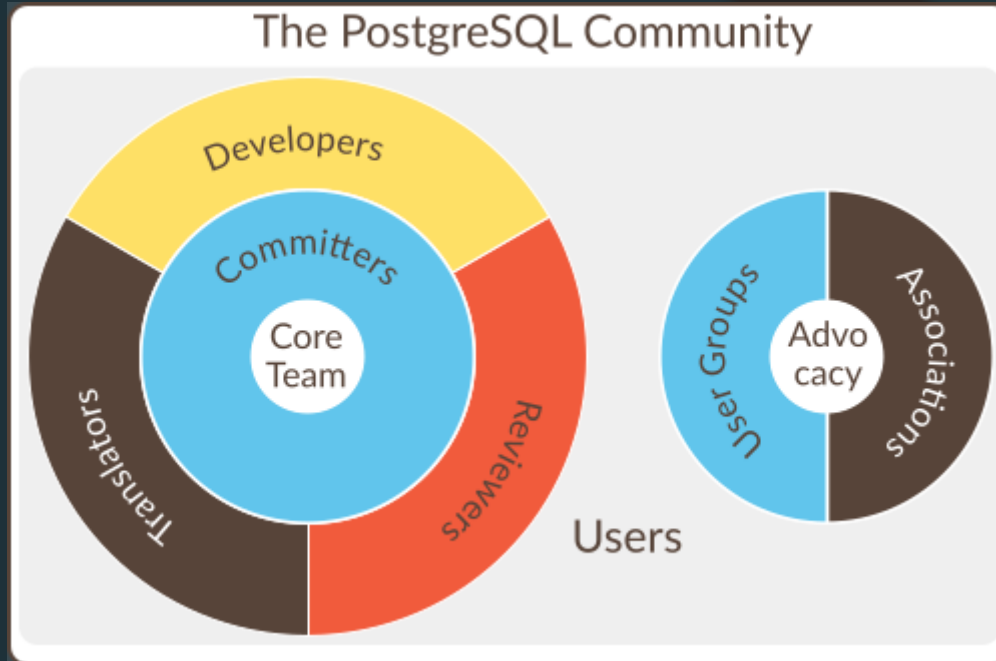 The PostgreSQL Community
Developers
Committers
Core
Team
Translators
Reviewers
User Groups
Advo
cacy
Associations
Users